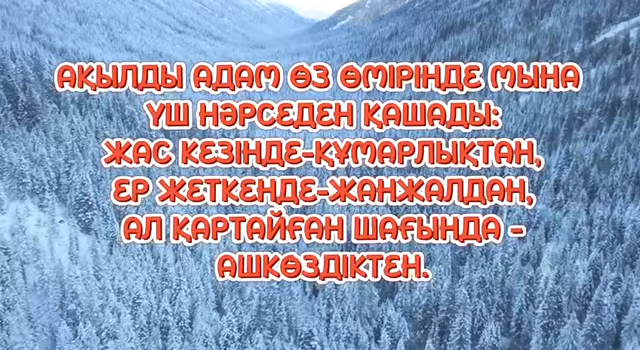 АҚЫЛДЫ АДАМ ӨЗ ӨМІРІНДЕ МЫНА
ҮШ НӘРСЕДЕН ҚАШАДЫ:
ЖАС КЕЗІНДЕ-ҚҰМАРЛЫҚТАН,
ЕР ЖЕТКЕНДЕ-ЖАНЖАЛДАН,
АЛ ҚАРТАЙҒАН ШАҒЫНДА -
АШКӨЗДІКТЕН.